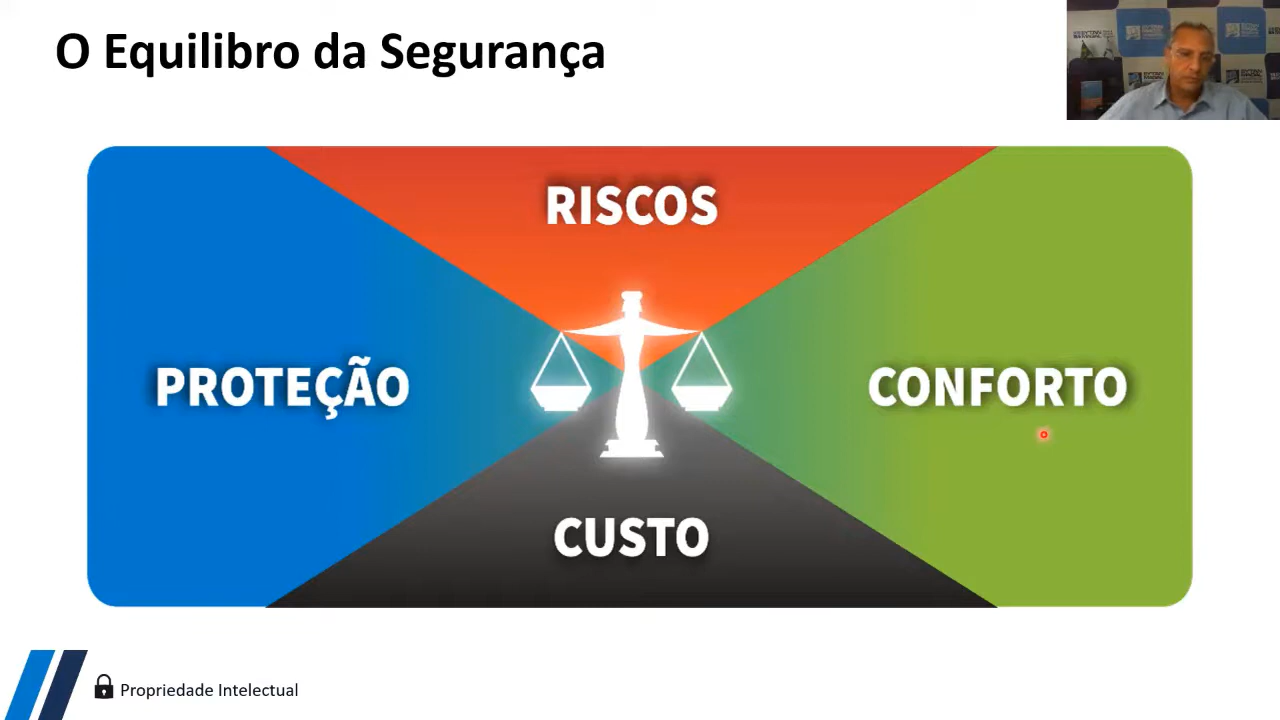 O Equilibro da Segurança
RISCOS
PROTEÇÃO
CONFORTO
CUSTO
Propriedade Intelectual